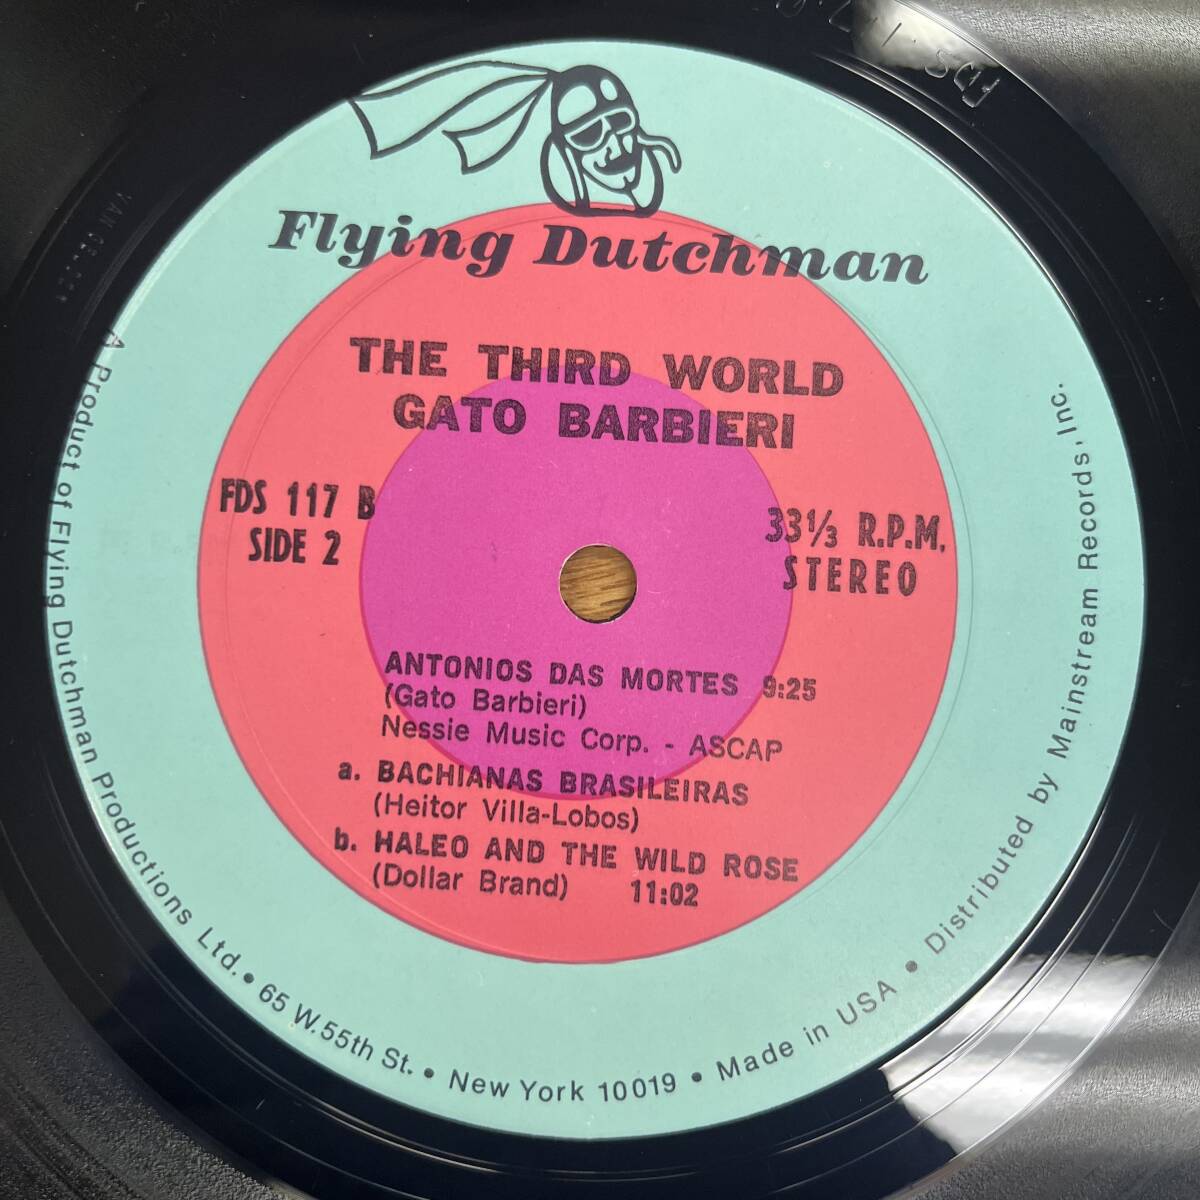 Flying Dutchman
THE THIRD WORLD
GATO BARBIERI
FDS 117 B
SIDE 2
33⅓ R.P.M.
STEREO
ANTONIOS DAS MORTES 9:25
(Gato Barbieri)
Nessie Music Corp. - ASCAP
a. BACHIANAS BRASILEIRAS
(Heitor Villa-Lobos)
b. HALEO AND THE WILD ROSE
(Dollar Brand) 11:02
A Product of Flying Dutchman Productions Ltd. • 65 W. 55th St. • New York 10019 • Made in USA • Distributed by Mainstream Records, Inc.
VAN